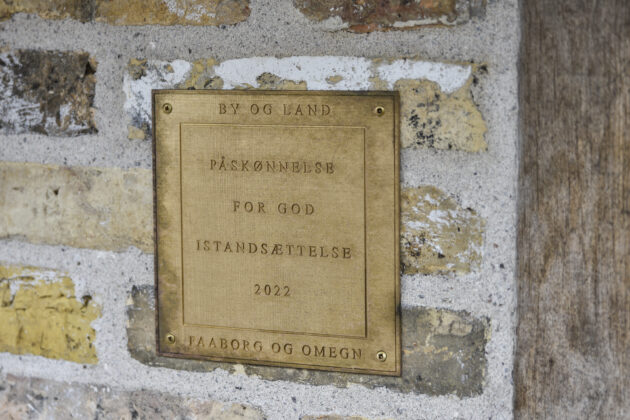 BY OG LAND
PÅSKØNNELSE
FOR GOD
ISTANDSÆTTELSE
2022
FAABORG OG OMEGN